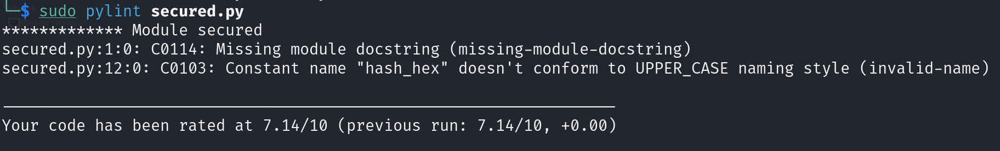 └─$ sudo pylint secured.py
************* Module secured
secured.py:1:0: C0114: Missing module docstring (missing-module-docstring)
secured.py:12:0: C0103: Constant name "hash_hex" doesn't conform to UPPER_CASE naming style (invalid-name)
------------------------------------------------------------------
Your code has been rated at 7.14/10 (previous run: 7.14/10, +0.00)